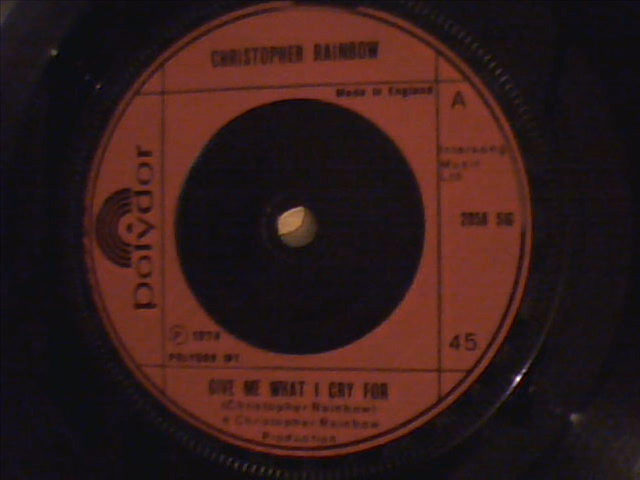 CHRISTOPHER RAINBOW
Made in England
A
Intersong
Music
Ltd
polydor
2058 516
Ⓟ 1974
POLYDOR INT.
45
GIVE ME WHAT I CRY FOR
(Christopher Rainbow)
A Christopher Rainbow
Production